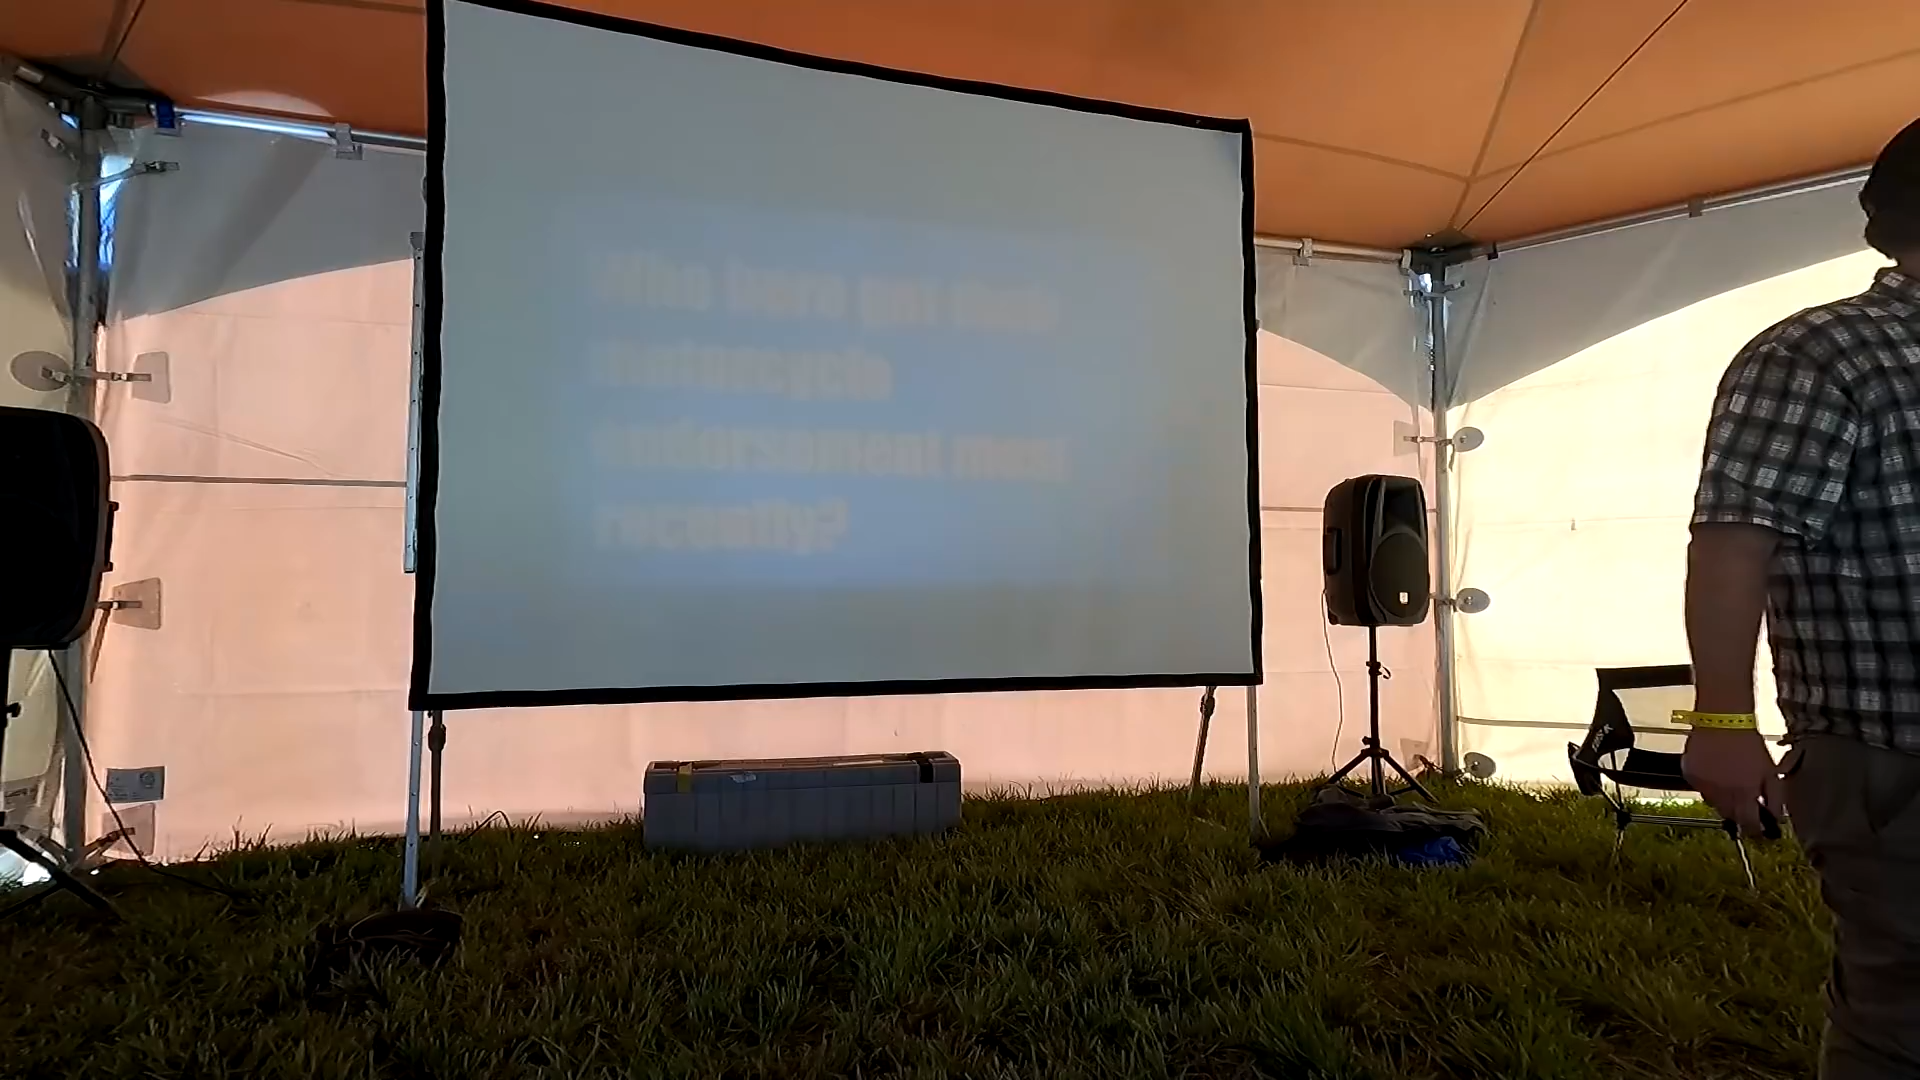 Who here got their
motorcycle
endorsement most
recently?